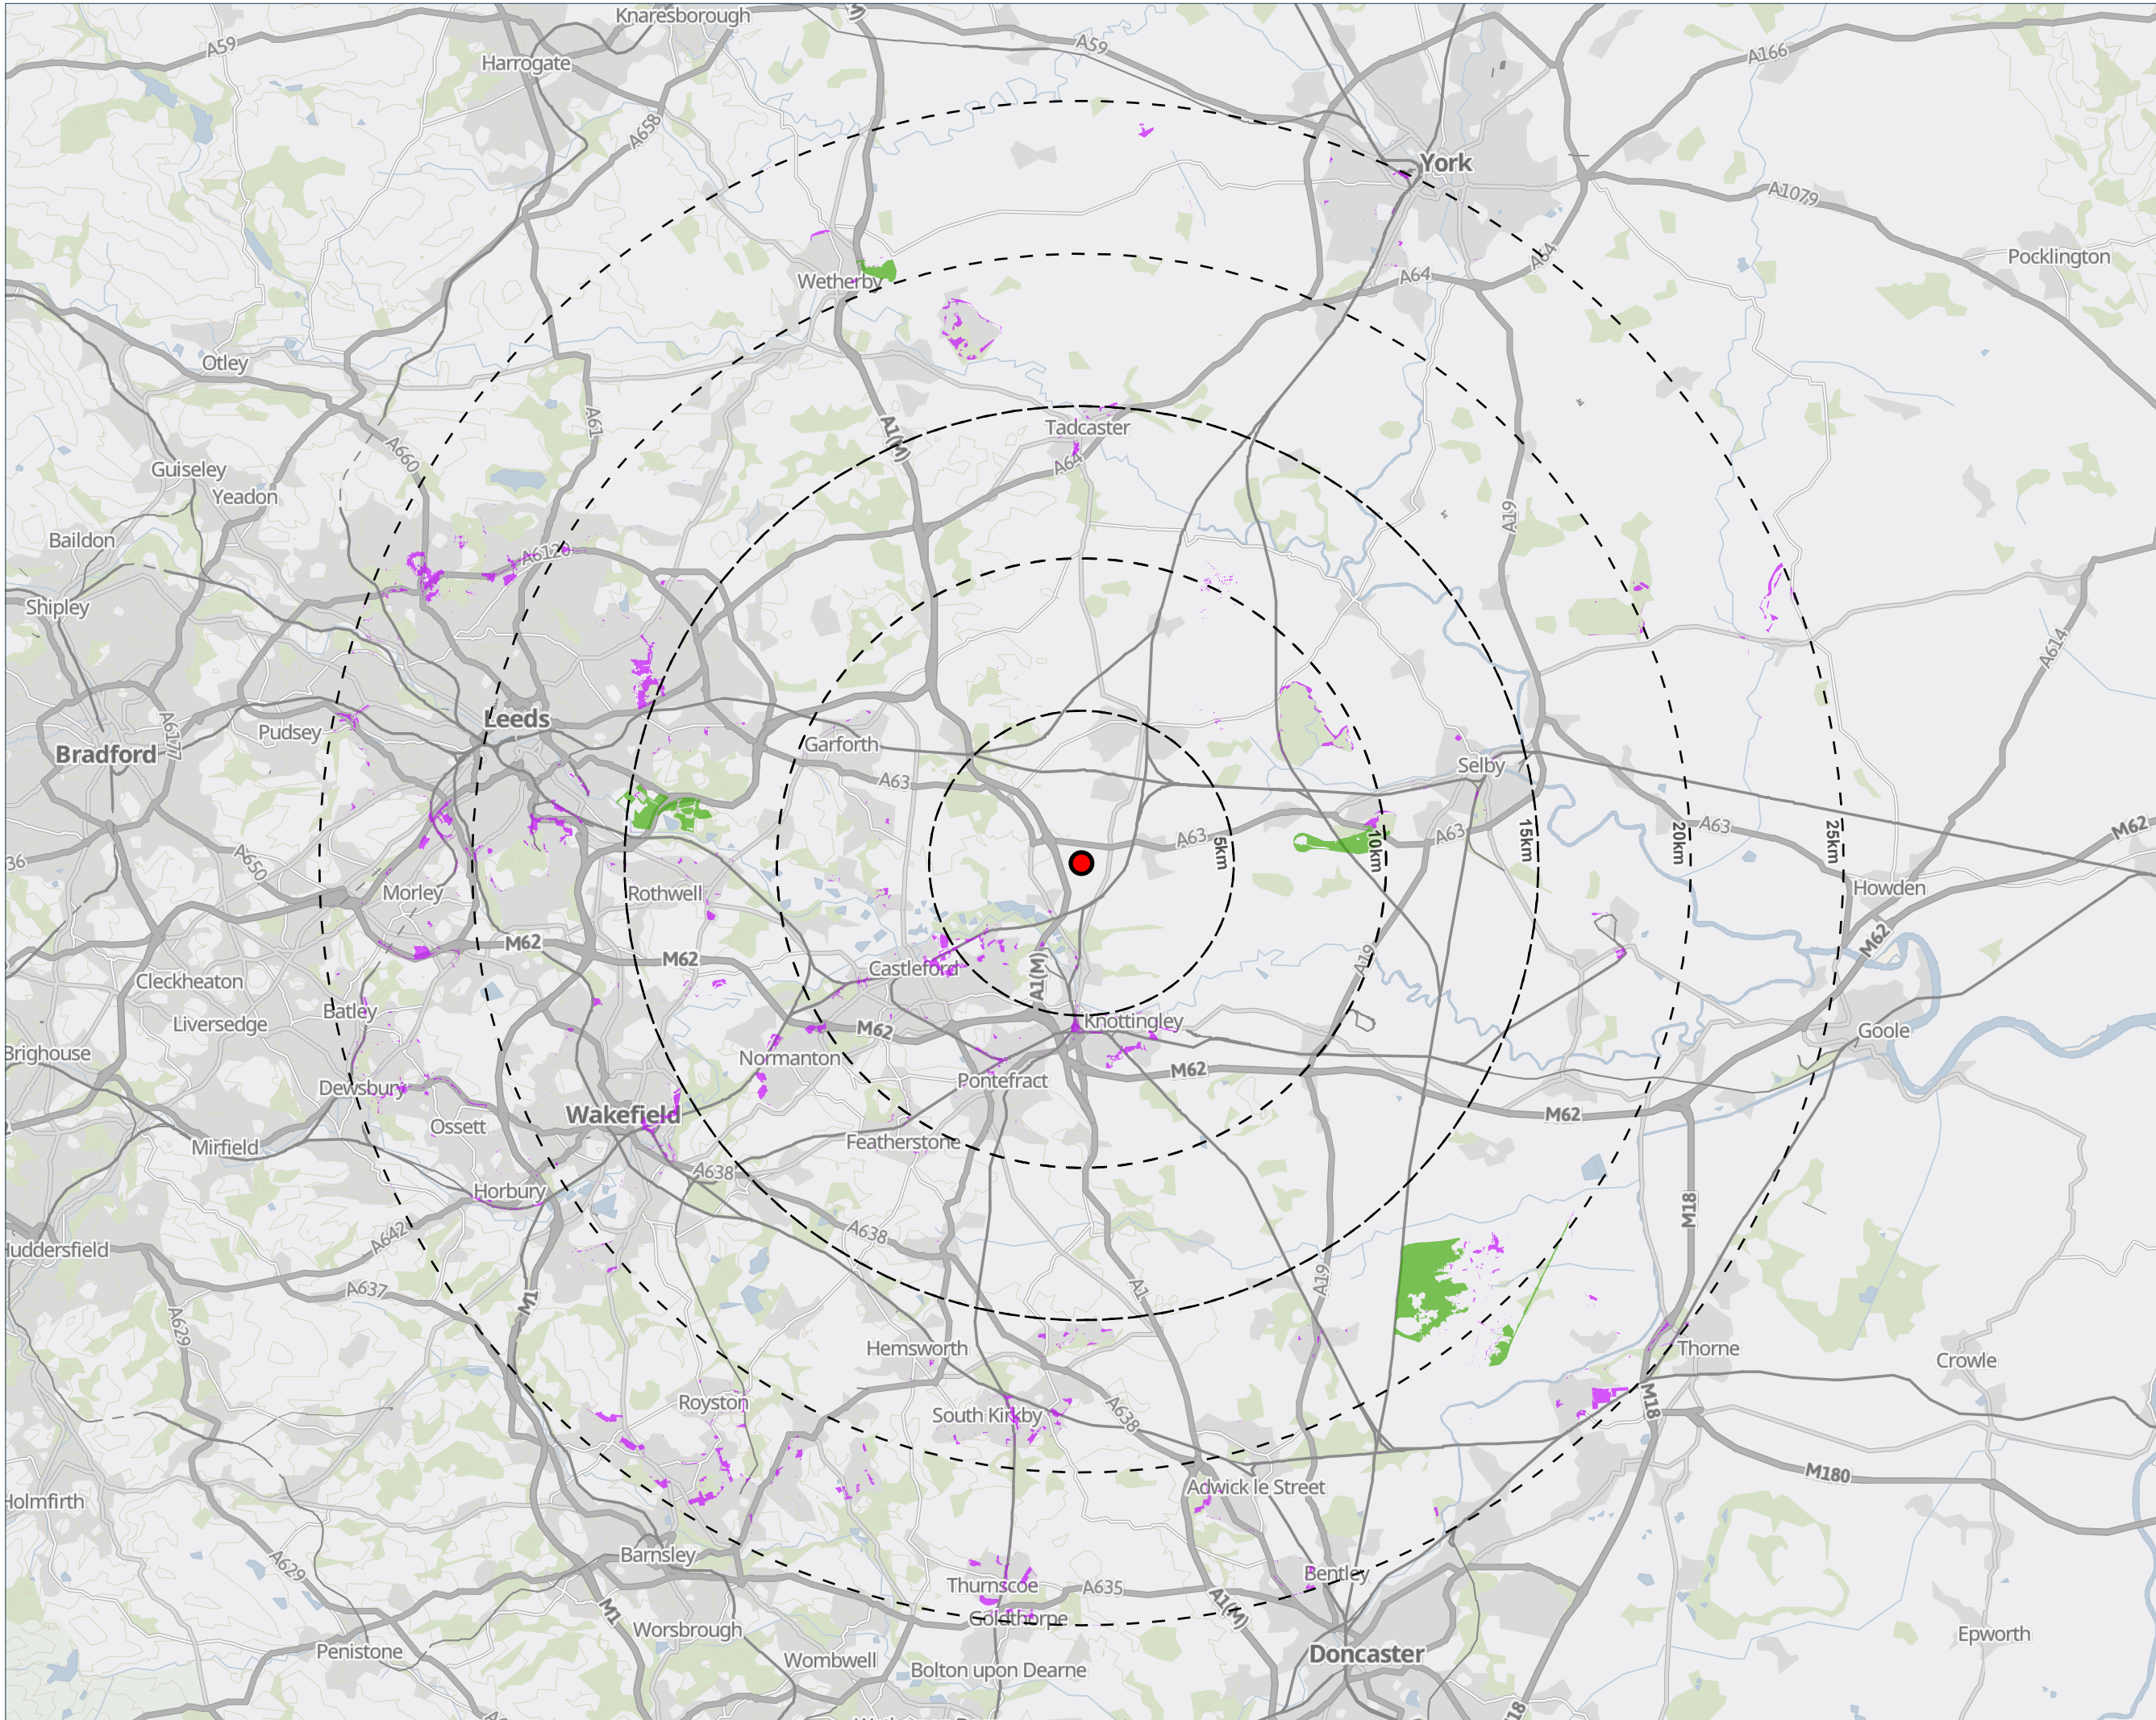 Knaresborough
A59
A59
Harrogate
A166
A658
York
A1079
A64
Pocklington
A64
Wetherby
Otley
A61
Tadcaster
A1(M)
A660
A64
Guiseley
Yeadon
A19
Baildon
A6120
Shipley
A614
Leeds
Pudsey
A6177
Garforth
Bradford
Selby
A63
A63
A63
A63
M62
5km
10km
15km
20km
25km
36
A650
Morley
Rothwell
Howden
M62
M62
M62
Castleford
A1(M)
A19
Cleckheaton
Batley
Liversedge
Knottingley
M62
Goole
Brighouse
Normanton
M62
Pontefract
Dewsbury
Wakefield
M62
Ossett
Featherstone
Mirfield
A638
Horbury
M18
A638
A642
Huddersfield
A637
M1
A1
A19
A629
Hemsworth
Thorne
Crowle
Royston
South Kirkby
A638
M18
M180
Adwick le Street
Holmfirth
Barnsley
A629
Thurnscoe
A635
Bentley
M1
Goldthorpe
A1(M)
Worsbrough
Epworth
Penistone
Doncaster
Wombwell
Bolton upon Dearne